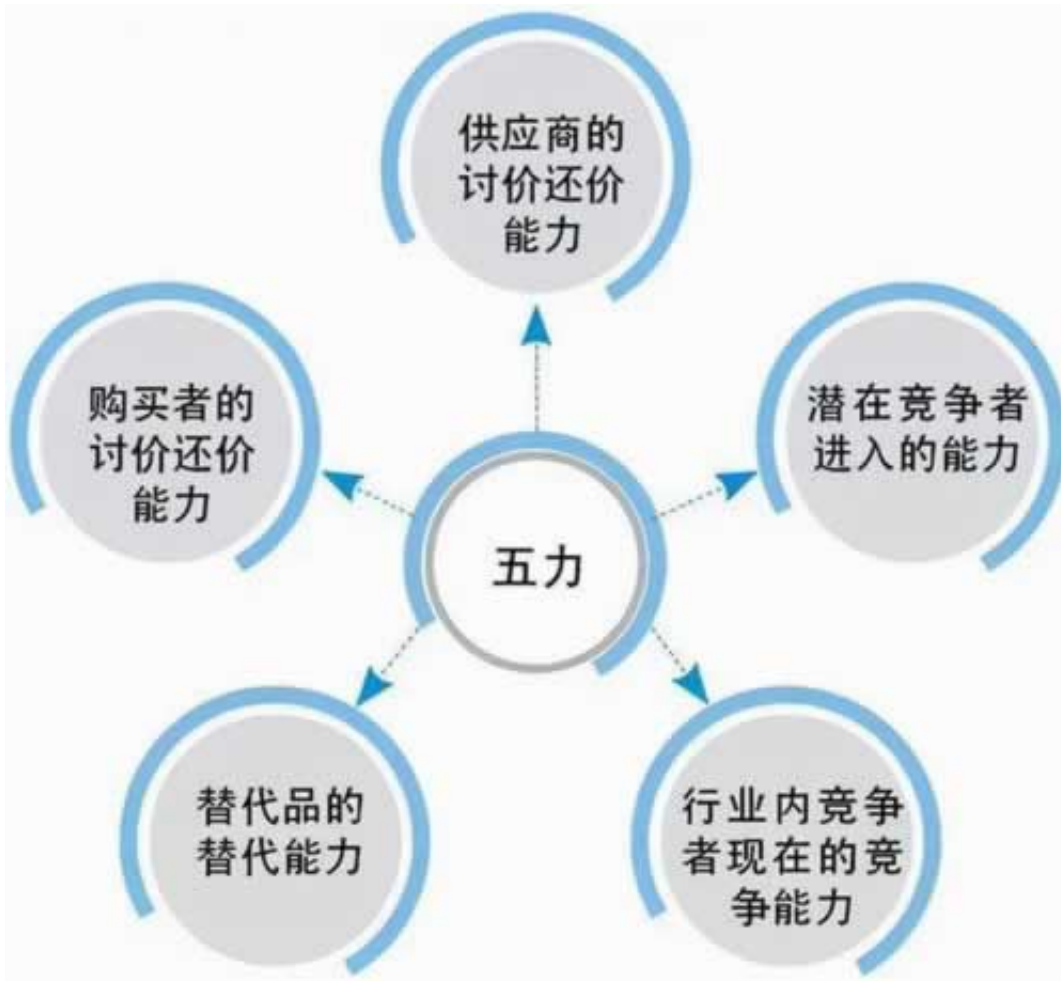 供应商的
讨价还价
能力
购买者的
讨价还价
能力
潜在竞争者
进入的能力
五力
替代品的
替代能力
行业内竞争
者现在的竞
争能力